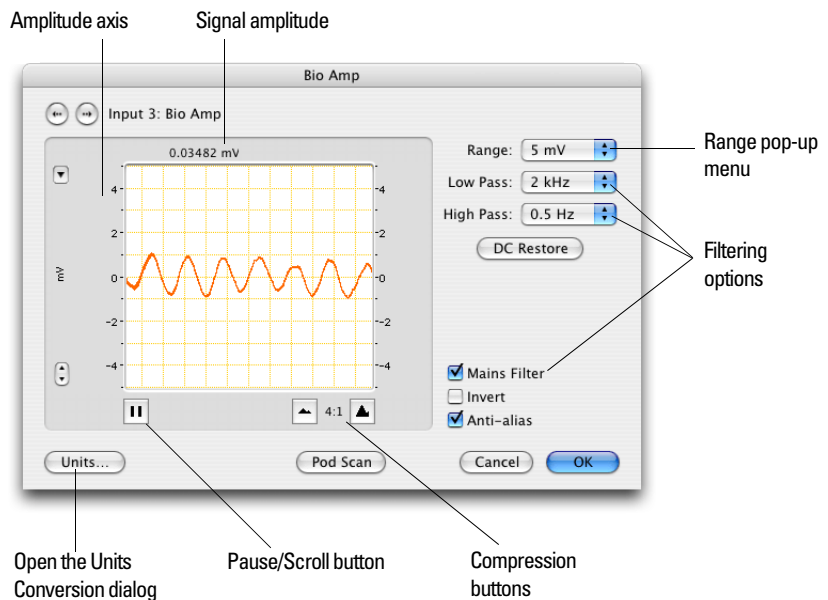 Amplitude axis
Signal amplitude
Bio Amp
Input 3: Bio Amp
0.03482 mV
Range: 5 mV
Range pop-up
menu
Low Pass: 2 kHz
High Pass: 0.5 Hz
DC Restore
Filtering
options
4
4
2
2
mV
0
0
-2
-2
-4
-4
Mains Filter
Invert
Anti-alias
4:1
Units...
Pod Scan
Cancel
OK
Open the Units
Conversion dialog
Pause/Scroll button
Compression
buttons